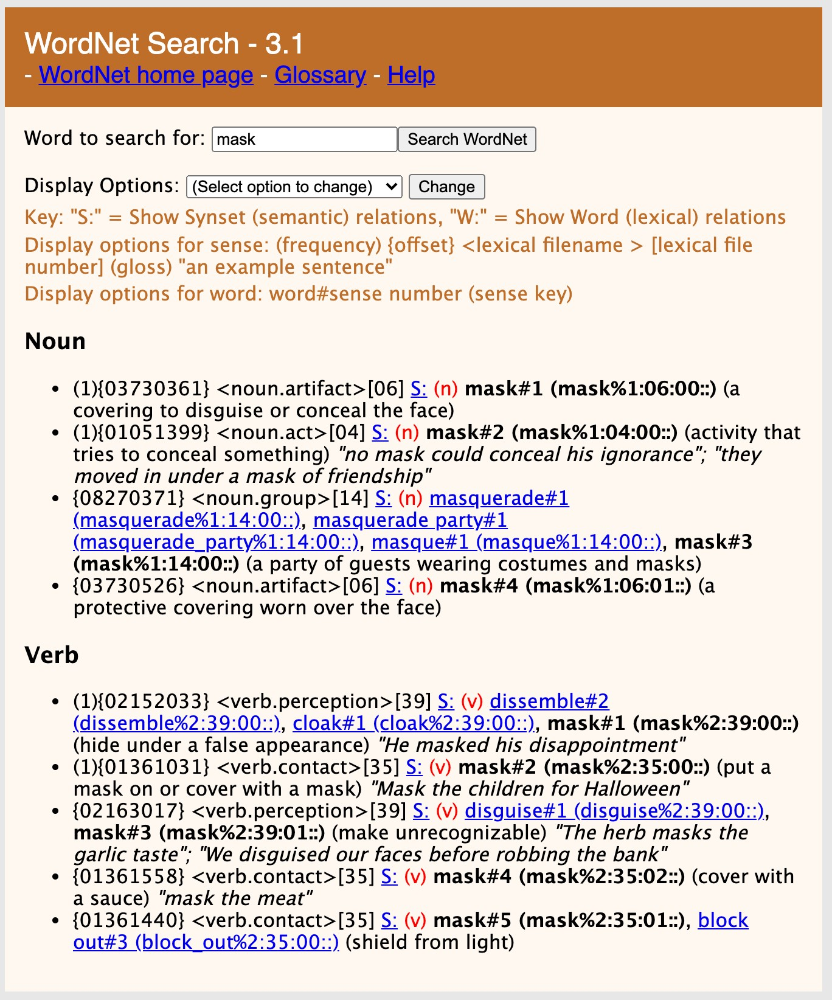 WordNet Search - 3.1
- WordNet home page - Glossary - Help
Word to search for: mask Search WordNet
Display Options: (Select option to change) Change
Key: "S:" = Show Synset (semantic) relations, "W:" = Show Word (lexical) relations
Display options for sense: (frequency) {offset} <lexical filename > [lexical file
number] (gloss) "an example sentence"
Display options for word: word#sense number (sense key)
Noun
• (1){03730361} <noun.artifact>[06] S: (n) mask#1 (mask%1:06:00::) (a
covering to disguise or conceal the face)
• (1){01051399} <noun.act>[04] S: (n) mask#2 (mask%1:04:00::) (activity that
tries to conceal something) "no mask could conceal his ignorance"; "they
moved in under a mask of friendship"
• {08270371} <noun.group>[14] S: (n) masquerade#1
(masquerade%1:14:00::), masquerade party#1
(masquerade_party%1:14:00::), masque#1 (masque%1:14:00::), mask#3
(mask%1:14:00::) (a party of guests wearing costumes and masks)
• {03730526} <noun.artifact>[06] S: (n) mask#4 (mask%1:06:01::) (a
protective covering worn over the face)
Verb
• (1){02152033} <verb.perception>[39] S: (v) dissemble#2
(dissemble%2:39:00::), cloak#1 (cloak%2:39:00::), mask#1 (mask%2:39:00::)
(hide under a false appearance) "He masked his disappointment"
• (1){01361031} <verb.contact>[35] S: (v) mask#2 (mask%2:35:00::) (put a
mask on or cover with a mask) "Mask the children for Halloween"
• {02163017} <verb.perception>[39] S: (v) disguise#1 (disguise%2:39:00::),
mask#3 (mask%2:39:01::) (make unrecognizable) "The herb masks the
garlic taste"; "We disguised our faces before robbing the bank"
• {01361558} <verb.contact>[35] S: (v) mask#4 (mask%2:35:02::) (cover with
a sauce) "mask the meat"
• {01361440} <verb.contact>[35] S: (v) mask#5 (mask%2:35:01::), block
out#3 (block_out%2:35:00::) (shield from light)